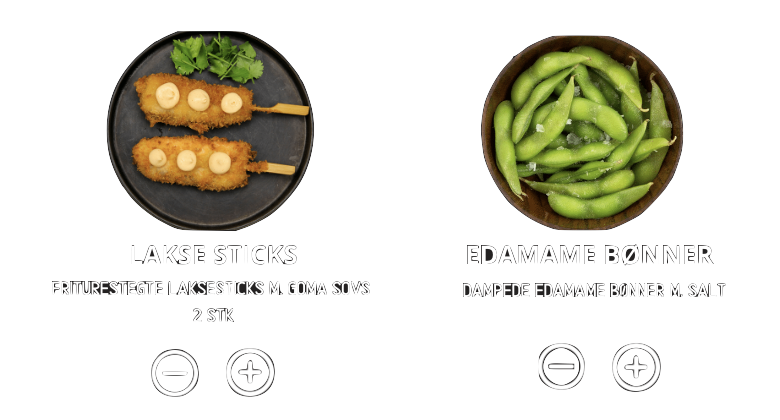 LAKSE STICKS
FRITURESTEGTE LAKSESTICKS M. GOMA SOVS
2 STK
EDAMAME BØNNER
DAMPEDE EDAMAME BØNNER M. SALT